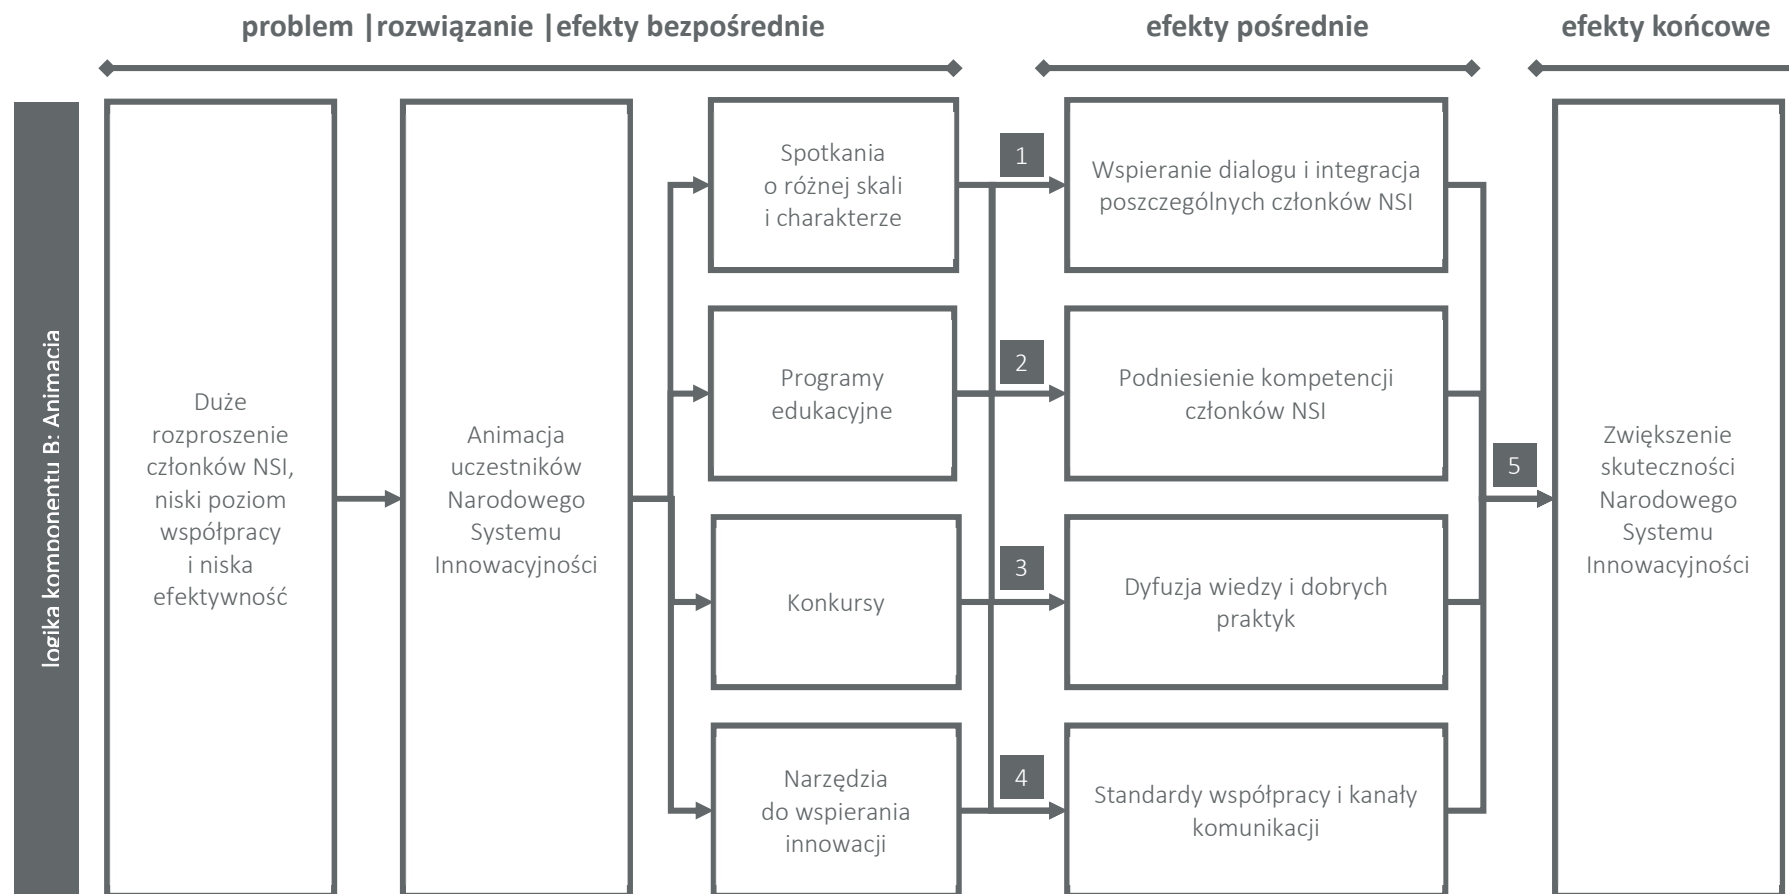 problem |rozwiązanie |efekty bezpośrednie
efekty pośrednie
efekty końcowe
logika komponentu B: Animacja
Duże
rozproszenie
członków NSI,
niski poziom
współpracy
i niska
efektywność
Animacja
uczestników
Narodowego
Systemu
Innowacyjności
Spotkania
o różnej skali
i charakterze
Programy
edukacyjne
Konkursy
Narzędzia
do wspierania
innowacji
1
2
3
4
Wspieranie dialogu i integracja
poszczególnych członków NSI
Podniesienie kompetencji
członków NSI
Dyfuzja wiedzy i dobrych
praktyk
Standardy współpracy i kanały
komunikacji
5
Zwiększenie
skuteczności
Narodowego
Systemu
Innowacyjności